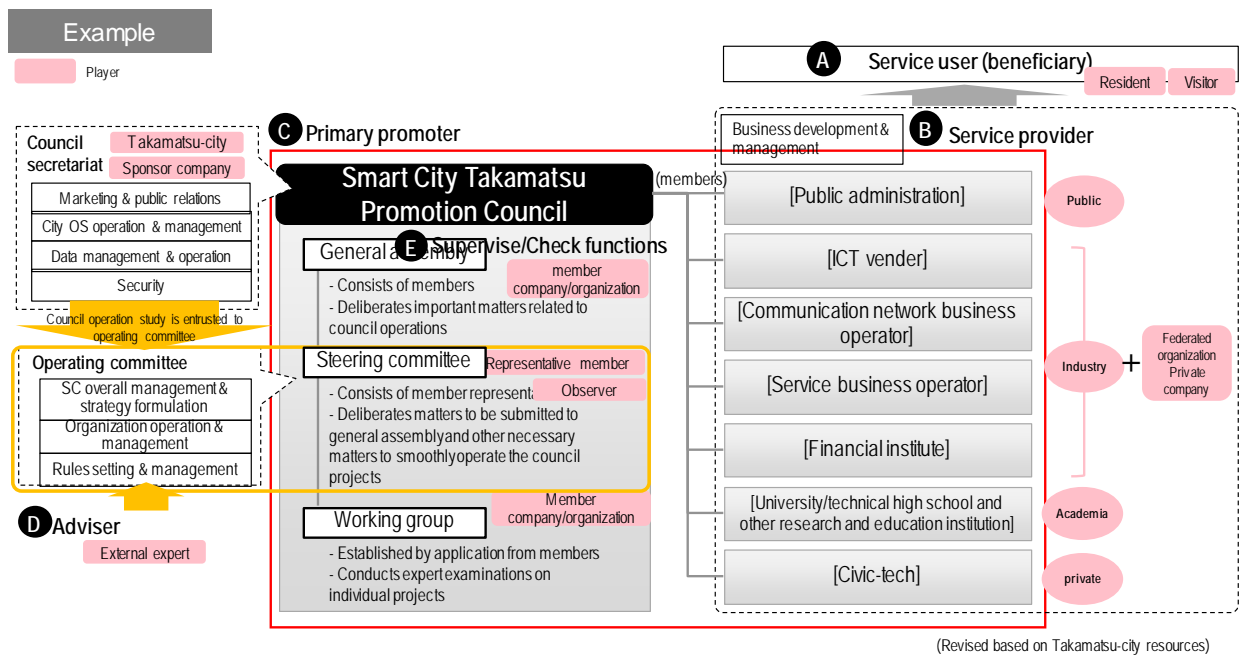 Example
Player
A
Service user (beneficiary)
Resident
Visitor
Council
secretariat
Takamatsu-city
Sponsor company
Marketing & public relations
City OS operation & management
Data management & operation
Security
Council operation study is entrusted to
operating committee
Operating committee
SC overall management &
strategy formulation
Organization operation &
management
Rules setting & management
D
Adviser
External expert
C
Primary promoter
Smart City Takamatsu
Promotion Council
(members)
E
Supervise/Check functions
General assembly
member
company/organization
- Consists of members
- Deliberates important matters related to
council operations
Steering committee
Representative member
Observer
- Consists of member representa
- Deliberates matters to be submitted to
general assembly and other necessary
matters to smoothly operate the council
projects
Member
company/organization
Working group
- Established by application from members
- Conducts expert examinations on
individual projects
Business development &
management
B
Service provider
[Public administration]
Public
[ICT vender]
[Communication network business
operator]
[Service business operator]
[Financial institute]
Industry
+
Federated
organization
Private
company
[University/technical high school and
other research and education institution]
Academia
[Civic-tech]
private
(Revised based on Takamatsu-city resources)